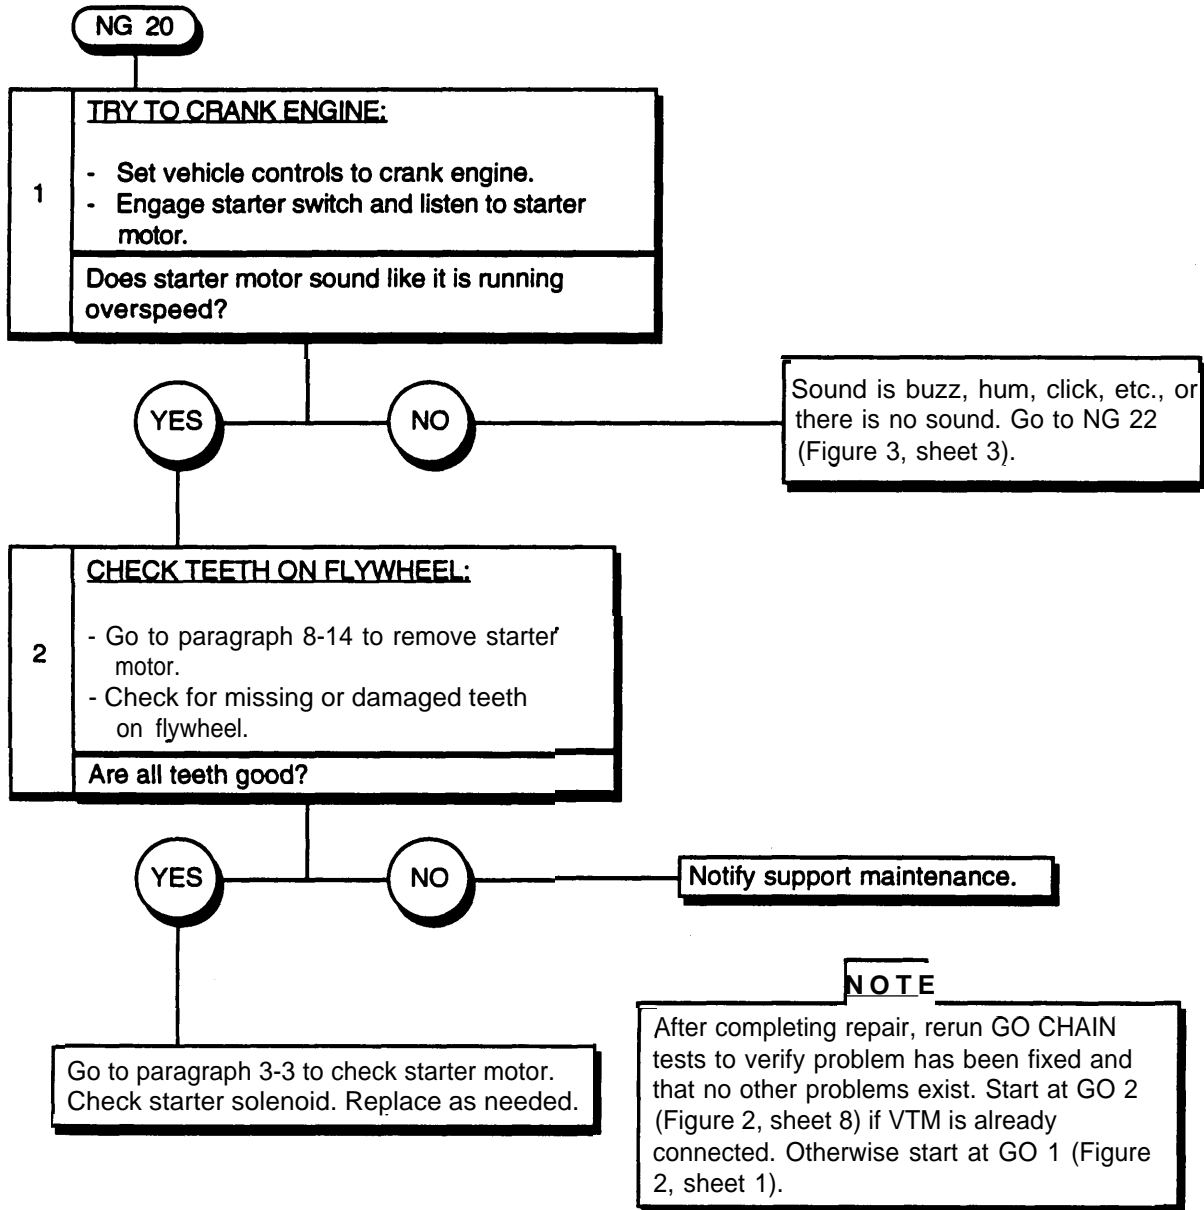 NG 20
1
TRY TO CRANK ENGINE:
- Set vehicle controls to crank engine.
- Engage starter switch and listen to starter
motor.
Does starter motor sound like it is running
overspeed?
YES
NO
Sound is buzz, hum, click, etc., or
there is no sound. Go to NG 22
(Figure 3, sheet 3).
2
CHECK TEETH ON FLYWHEEL:
- Go to paragraph 8-14 to remove starter
motor.
- Check for missing or damaged teeth
on flywheel.
Are all teeth good?
YES
NO
Notify support maintenance.
Go to paragraph 3-3 to check starter motor.
Check starter solenoid. Replace as needed.
NOTE
After completing repair, rerun GO CHAIN
tests to verify problem has been fixed and
that no other problems exist. Start at GO 2
(Figure 2, sheet 8) if VTM is already
connected. Otherwise start at GO 1 (Figure
2, sheet 1).